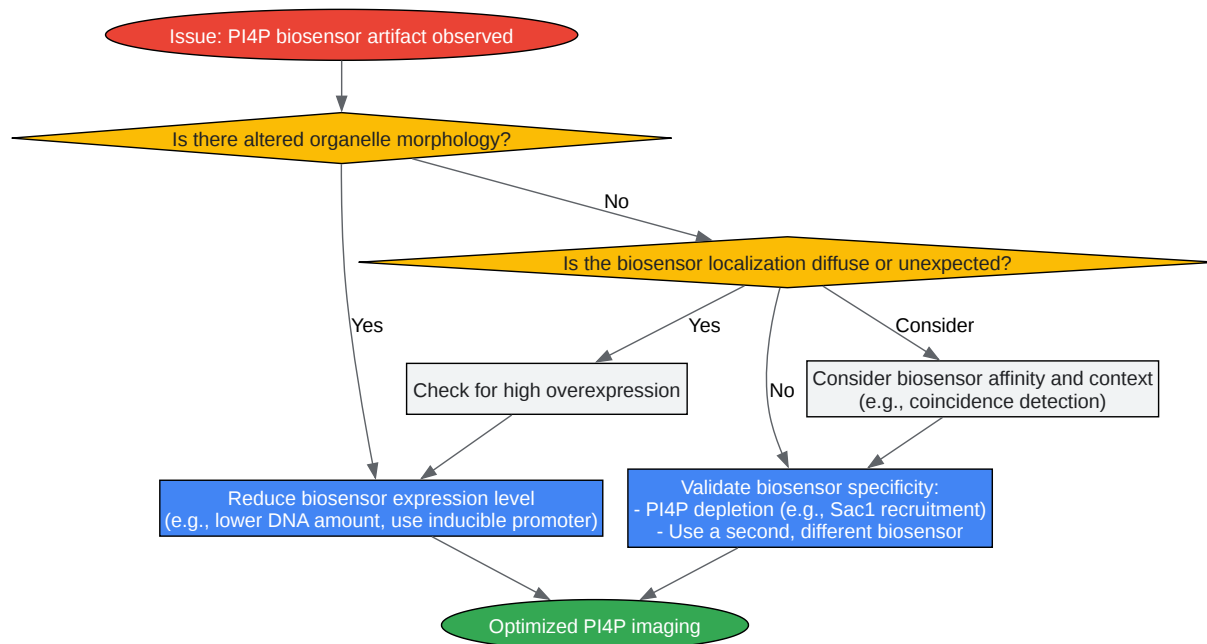 Issue: PI4P biosensor artifact observed
Is there altered organelle morphology?
No
Is the biosensor localization diffuse or unexpected?
Yes
Yes
Consider
Check for high overexpression
No
Consider biosensor affinity and context
(e.g., coincidence detection)
Reduce biosensor expression level
(e.g., lower DNA amount, use inducible promoter)
Validate biosensor specificity:
- PI4P depletion (e.g., Sac1 recruitment)
- Use a second, different biosensor
Optimized PI4P imaging